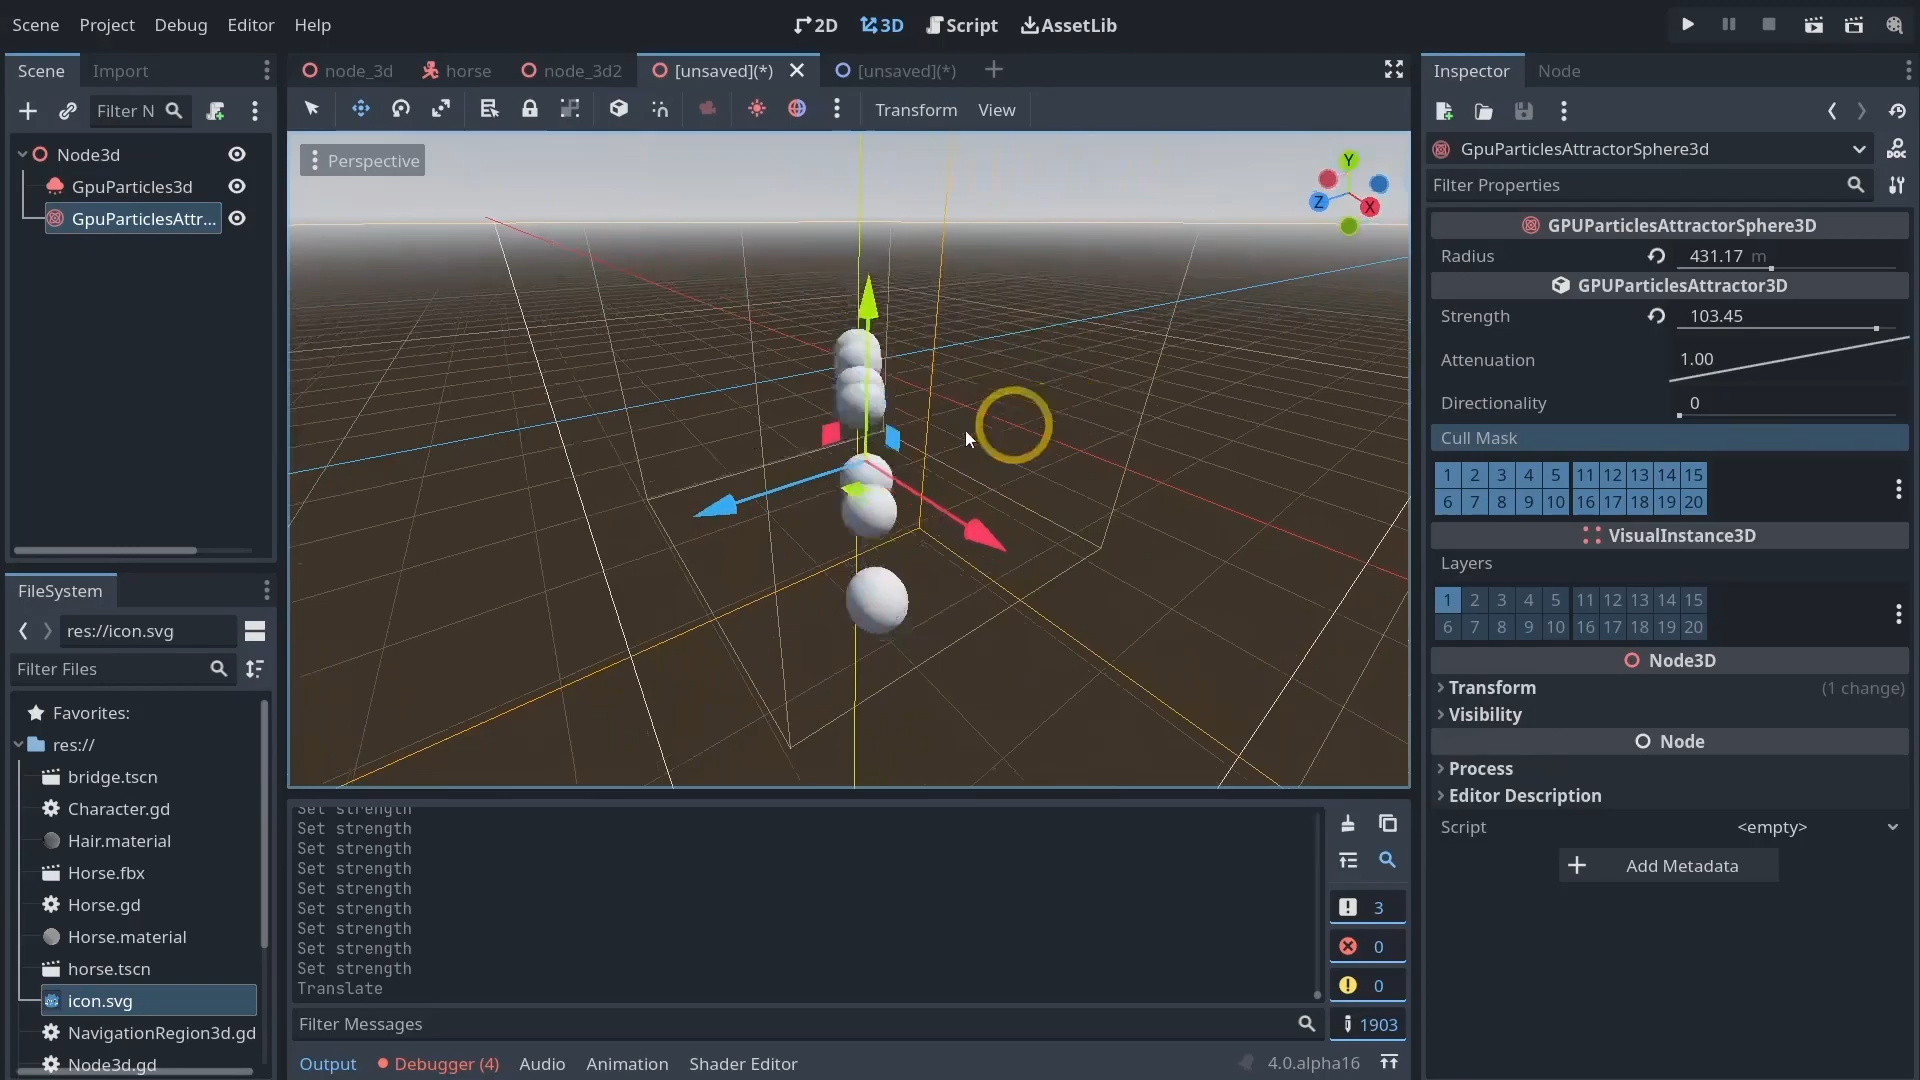 Scene Project Debug Editor Help
2D 3D Script AssetLib
Scene Import
Filter N
Node3d
GpuParticles3d
GpuParticlesAttr...
FileSystem
res://icon.svg
Filter Files
Favorites:
res://
bridge.tscn
Character.gd
Hair.material
Horse.fbx
Horse.gd
Horse.material
horse.tscn
icon.svg
NavigationRegion3d.gd
Node3d.gd
node_3d horse node_3d2 [unsaved](*) [unsaved](*)
Transform View
Perspective
Y
Z X
Set strength
Set strength
Set strength
Set strength
Set strength
Set strength
Set strength
Set strength
Set strength
Translate
3
0
0
1903
Filter Messages
Output Debugger (4) Audio Animation Shader Editor 4.0.alpha16
Inspector Node
GpuParticlesAttractorSphere3d
DOC
Filter Properties
GPUParticlesAttractorSphere3D
Radius 431.17 m
GPUParticlesAttractor3D
Strength 103.45
Attenuation 1.00
Directionality 0
Cull Mask
1 2 3 4 5 11 12 13 14 15
6 7 8 9 10 16 17 18 19 20
VisualInstance3D
Layers
1 2 3 4 5 11 12 13 14 15
6 7 8 9 10 16 17 18 19 20
Node3D
Transform (1 change)
Visibility
Node
Process
Editor Description
Script <empty>
Add Metadata